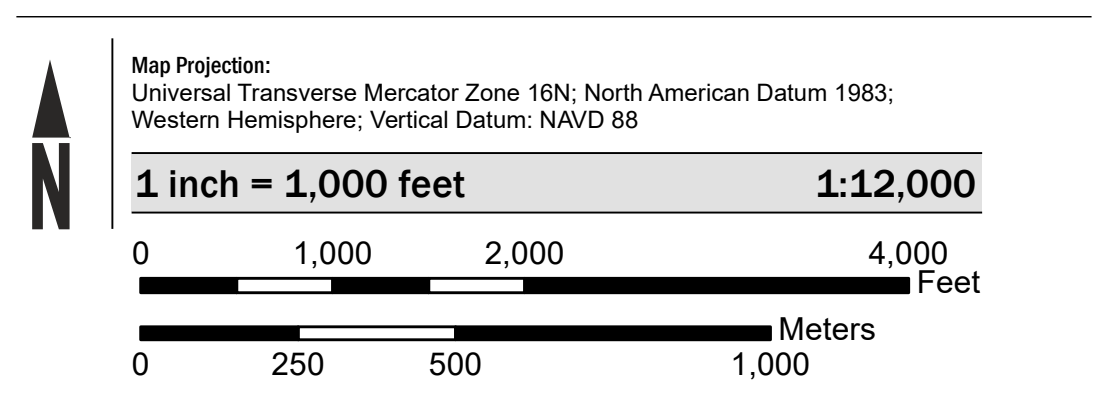 N
Map Projection:
Universal Transverse Mercator Zone 16N; North American Datum 1983;
Western Hemisphere; Vertical Datum: NAVD 88
1 inch = 1,000 feet 1:12,000
0 1,000 2,000 4,000
Feet
Meters
0 250 500 1,000